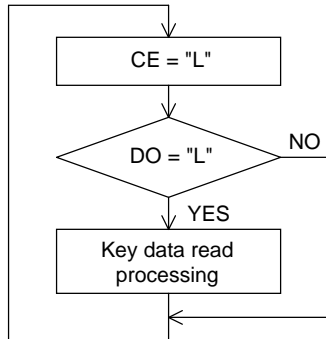 CE = "L"
DO = "L"
NO
YES
Key data read
processing